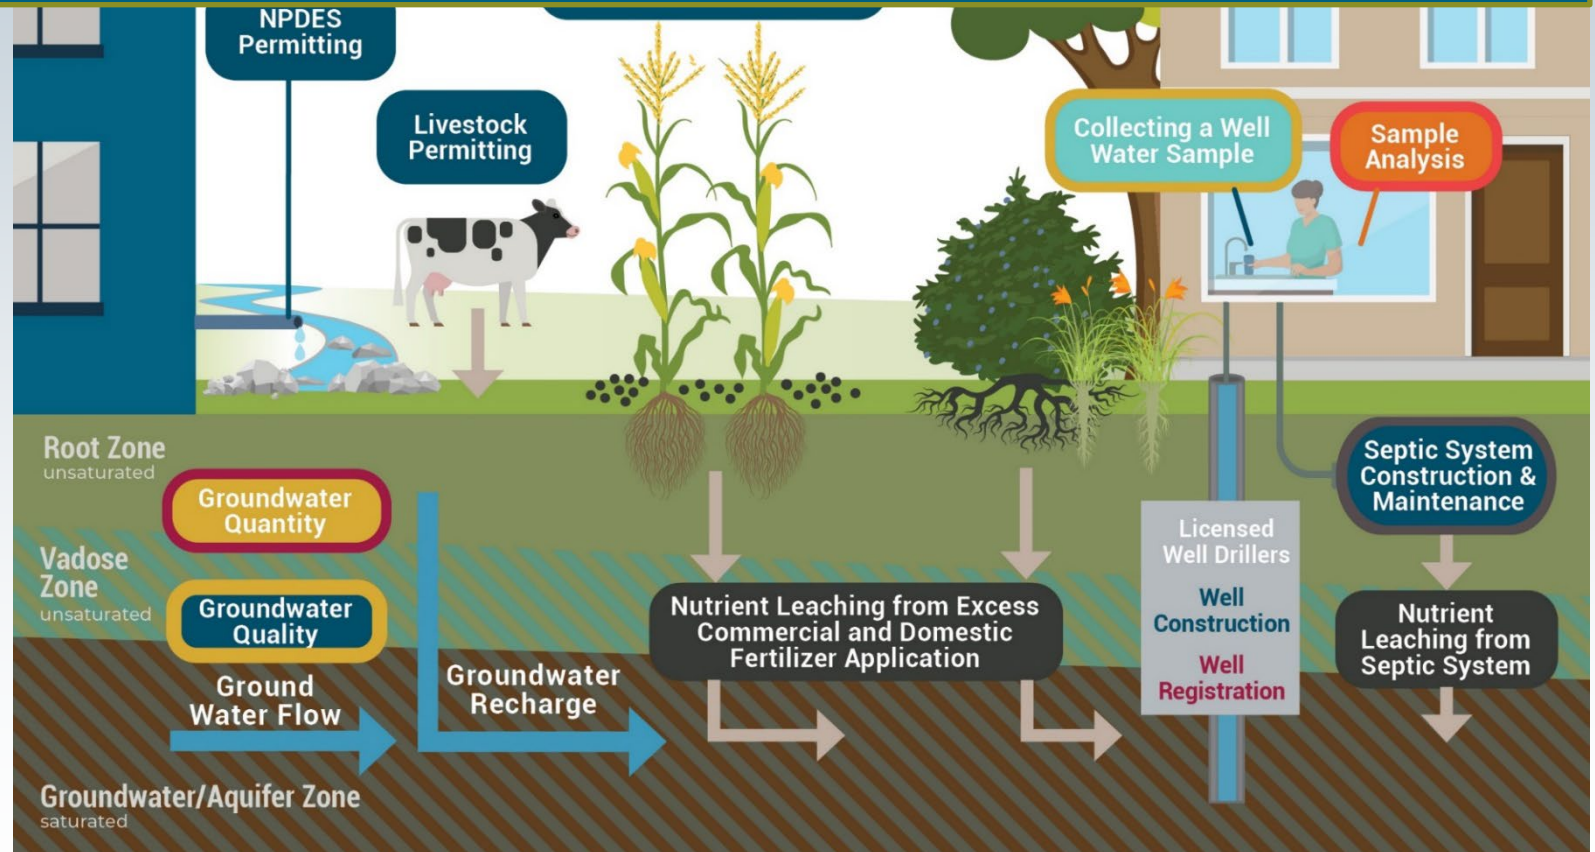 NPDES
Permitting
Livestock
Permitting
Collecting a Well
Water Sample
Sample
Analysis
Root Zone
unsaturated
Groundwater
Quantity
Septic System
Construction &
Maintenance
Licensed
Well Drillers
Well
Construction
Well
Registration
Vadose
Zone
unsaturated
Groundwater
Quality
Nutrient Leaching from Excess
Commercial and Domestic
Fertilizer Application
Nutrient
Leaching from
Septic System
Ground
Water Flow
Groundwater
Recharge
Groundwater/Aquifer Zone
saturated